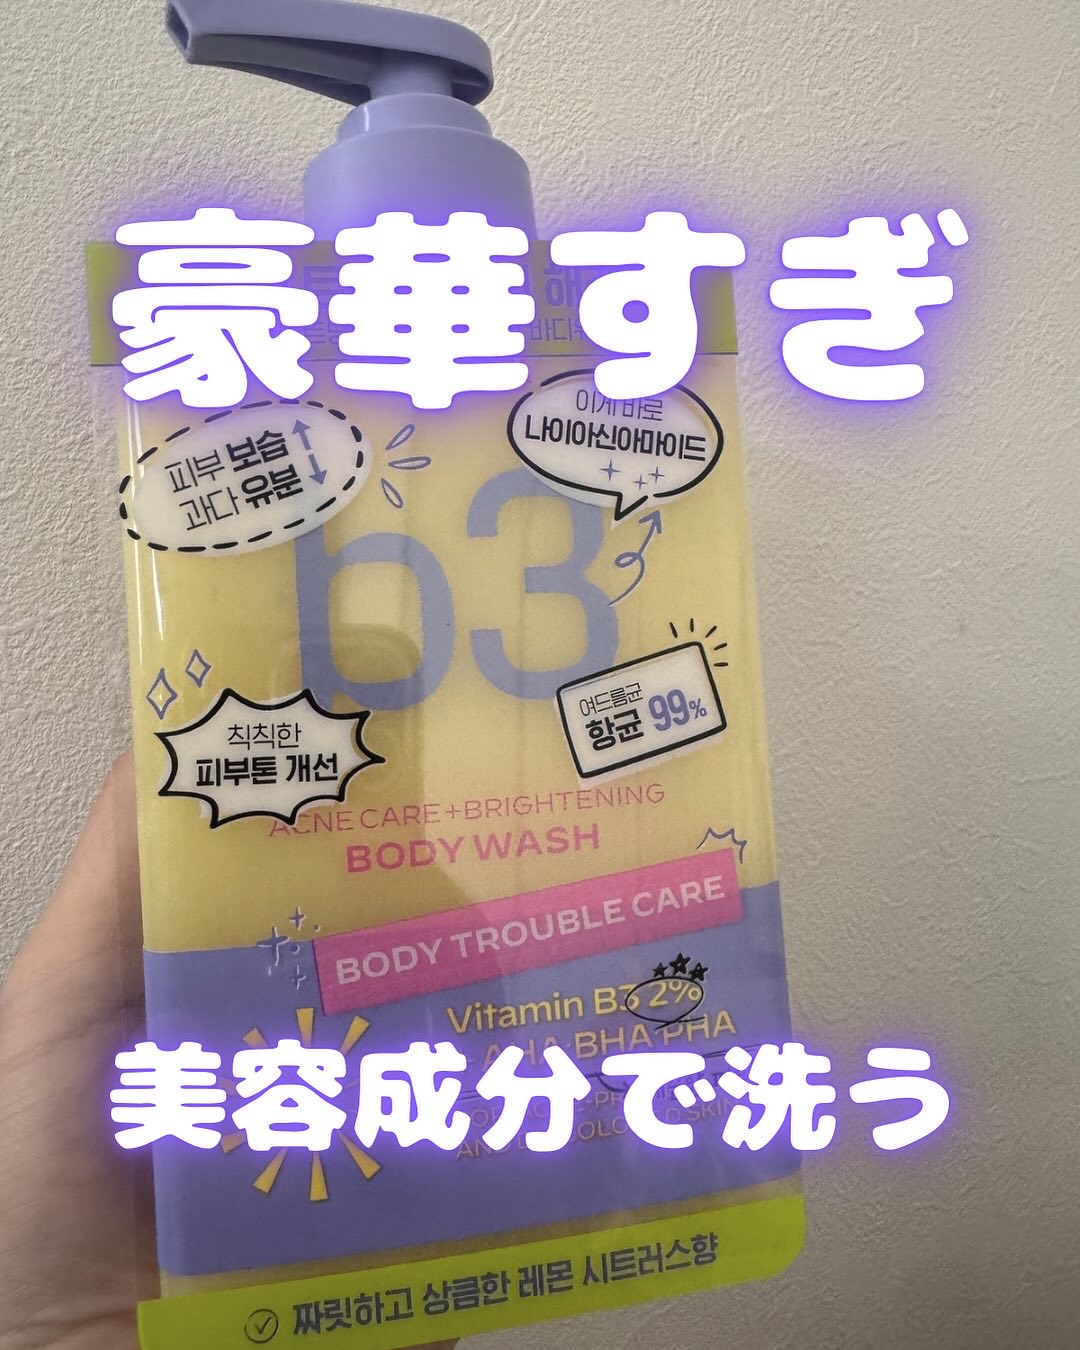 豪華すぎ
피부 보습
과다 유분
이게 바로
나이아신아마이드
b3
여드름균
항균 99%
칙칙한
피부톤 개선
ACNE CARE+BRIGHTENING
BODY WASH
BODY TROUBLE CARE
Vitamin B3 2%
AHA·BHA·PHA
美容成分で洗う
짜릿하고 상큼한 레몬 시트러스향